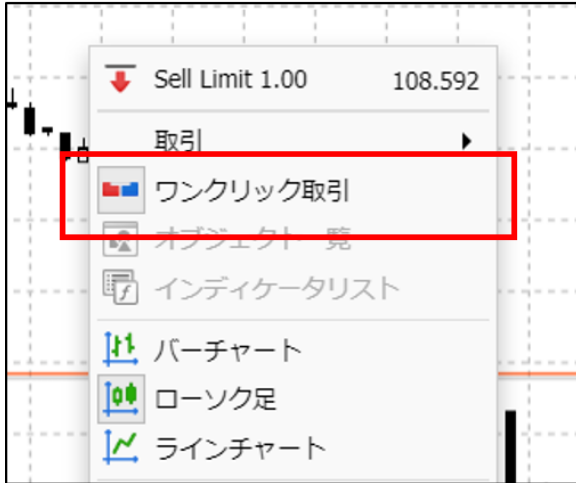 Sell Limit 1.00 108.592
取引
ワンクリック取引
オブジェクト一覧
インディケータリスト
バーチャート
ローソク足
ラインチャート